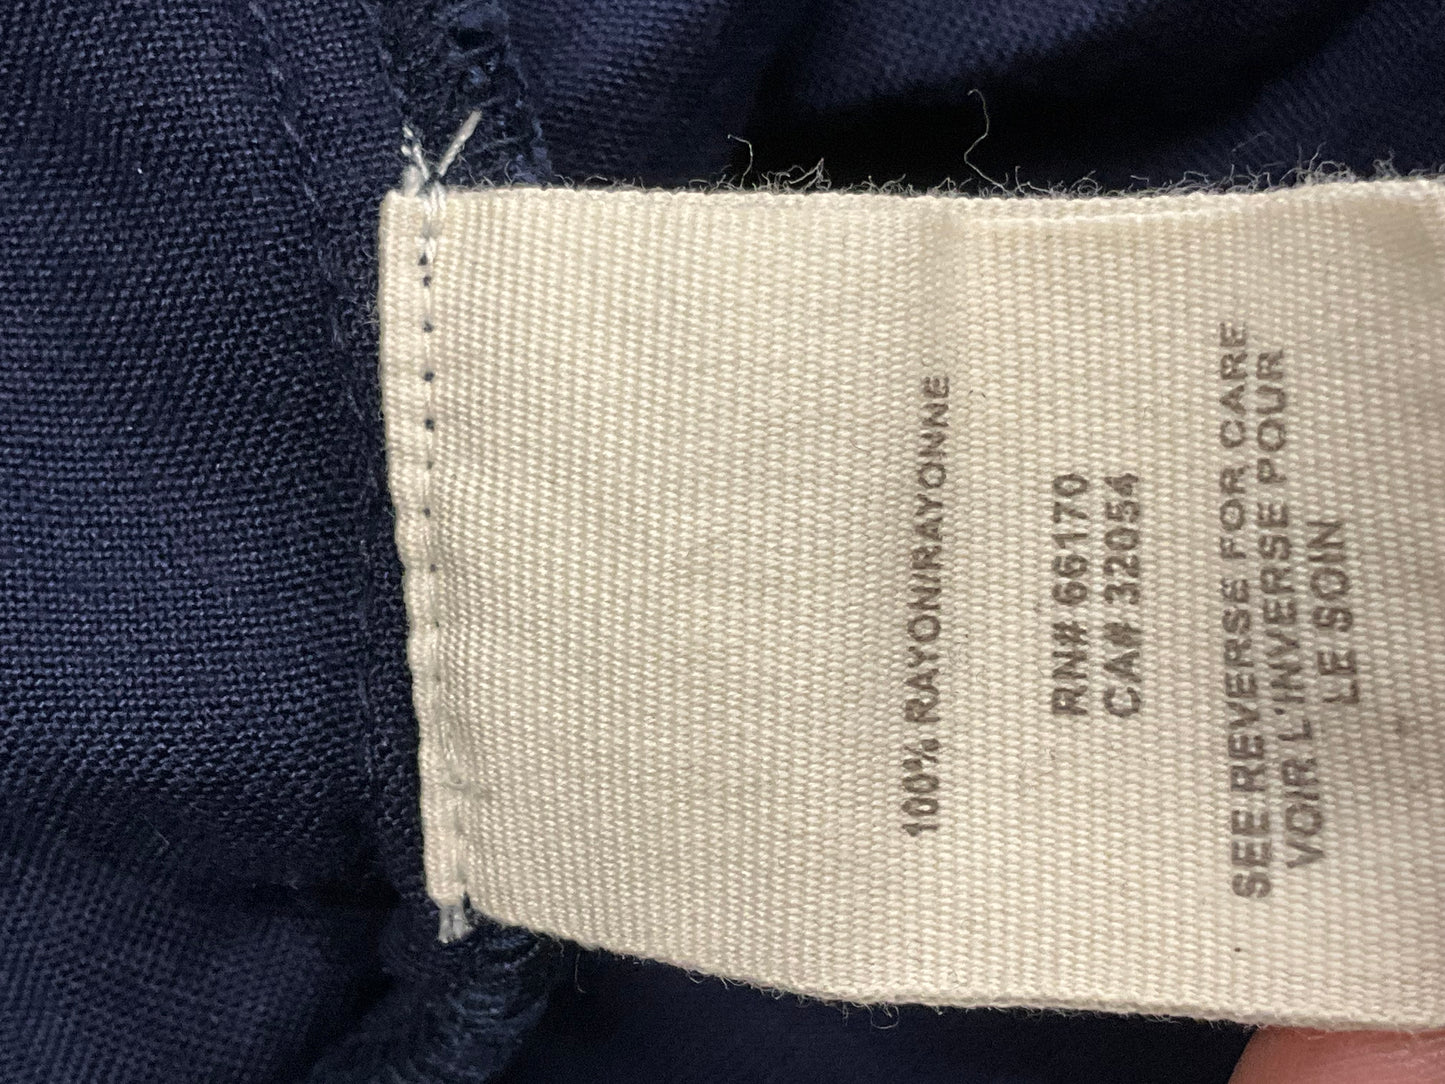 100% RAYON/RAYONNE
RN# 66170
CA# 32054
SEE REVERSE FOR CARE
VOIR L'INVERSE POUR
LE SOIN